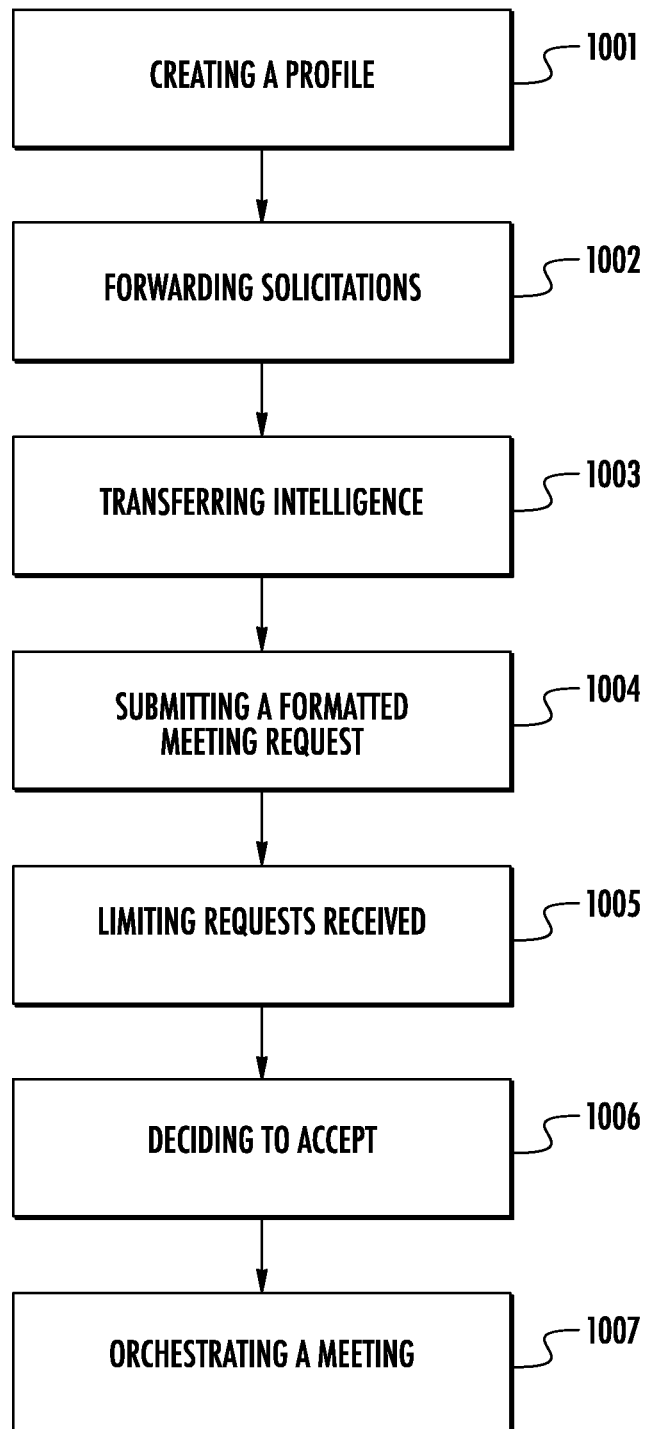 CREATING A PROFILE
1001
FORWARDING SOLICITATIONS
1002
TRANSFERRING INTELLIGENCE
1003
SUBMITTING A FORMATTED
MEETING REQUEST
1004
LIMITING REQUESTS RECEIVED
1005
DECIDING TO ACCEPT
1006
ORCHESTRATING A MEETING
1007